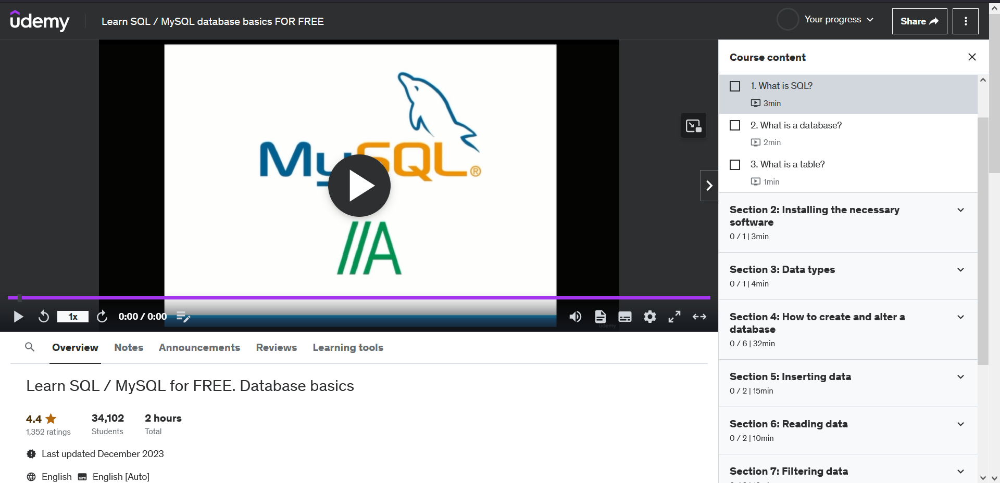 udemy
Learn SQL / MySQL database basics FOR FREE
Your progress
Share
MySQL®
//A
0:00 / 0:00
1x
udemy
Overview
Notes
Announcements
Reviews
Learning tools
Learn SQL / MySQL for FREE. Database basics
4.4
34,102
2 hours
1,352 ratings
Students
Total
Last updated December 2023
English
English [Auto]
Course content
1. What is SQL?
3min
2. What is a database?
2min
3. What is a table?
1min
Section 2: Installing the necessary
software
0 / 1 | 3min
Section 3: Data types
0 / 1 | 4min
Section 4: How to create and alter a
database
0 / 6 | 32min
Section 5: Inserting data
0 / 2 | 15min
Section 6: Reading data
0 / 2 | 10min
Section 7: Filtering data